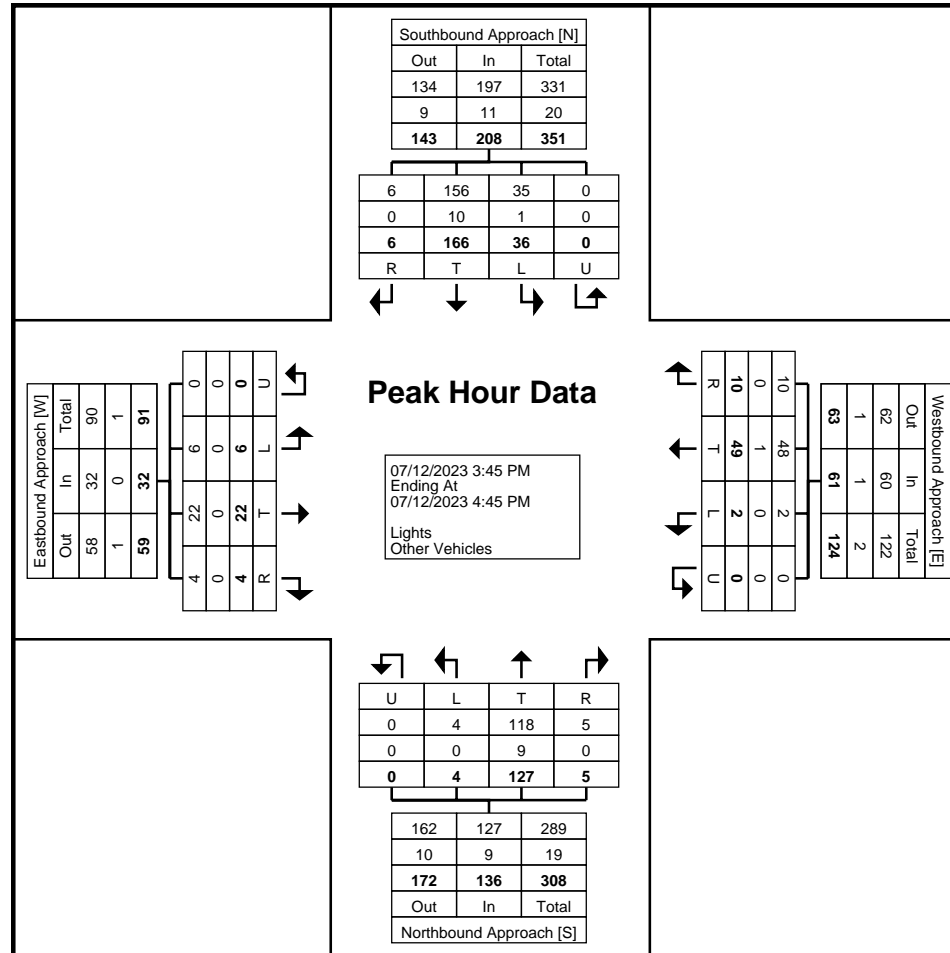 Southbound Approach [N]
Out In Total
134 197 331
9 11 20
143 208 351
6 156 35 0
0 10 1 0
6 166 36 0
R T L U
Peak Hour Data
07/12/2023 3:45 PM
Ending At
07/12/2023 4:45 PM
Lights
Other Vehicles
Eastbound Approach [W]
Out In Total
58 32 90
1 0 1
59 32 91
4 22 6 0
0 0 0 0
4 22 6 0
R T L U
Westbound Approach [E]
Out In Total
62 60 122
1 1 2
63 61 124
10 48 2 0
0 1 0 0
10 49 2 0
R T L U
U L T R
0 4 118 5
0 0 9 0
0 4 127 5
162 127 289
10 9 19
172 136 308
Out In Total
Northbound Approach [S]